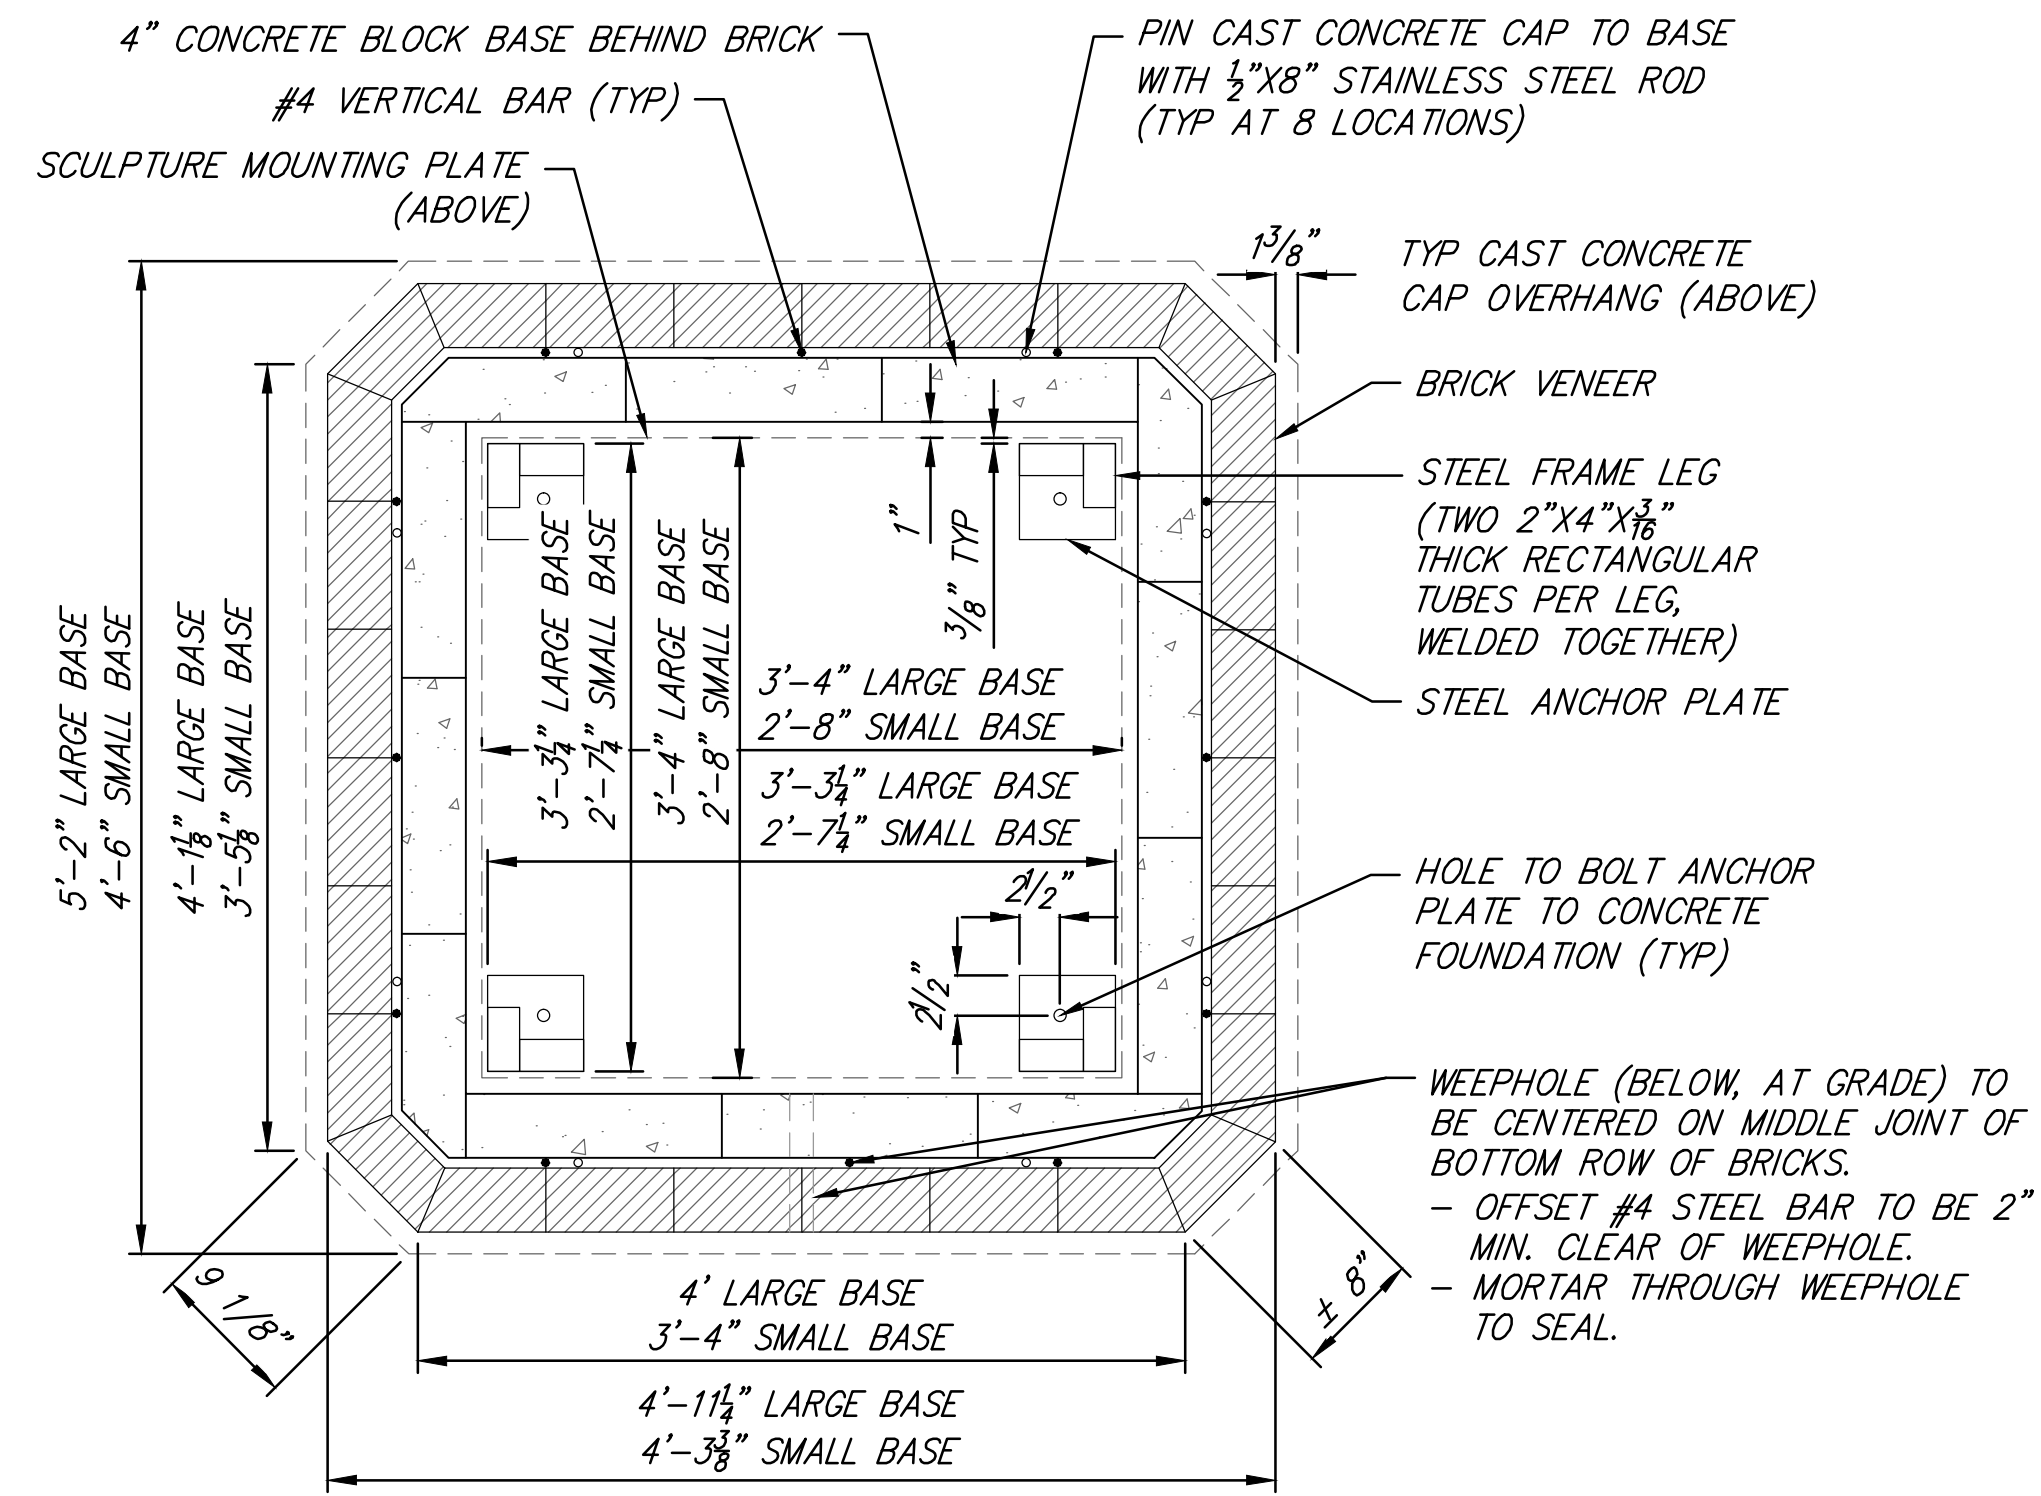 4" CONCRETE BLOCK BASE BEHIND BRICK
#4 VERTICAL BAR (TYP)
SCULPTURE MOUNTING PLATE
(ABOVE)
PIN CAST CONCRETE CAP TO BASE
WITH 1/2"X8" STAINLESS STEEL ROD
(TYP AT 8 LOCATIONS)
1 3/8"
TYP CAST CONCRETE
CAP OVERHANG (ABOVE)
BRICK VENEER
STEEL FRAME LEG
(TWO 2"X4"X3/16"
THICK RECTANGULAR
TUBES PER LEG,
WELDED TOGETHER)
STEEL ANCHOR PLATE
HOLE TO BOLT ANCHOR
PLATE TO CONCRETE
FOUNDATION (TYP)
WEEPHOLE (BELOW, AT GRADE) TO
BE CENTERED ON MIDDLE JOINT OF
BOTTOM ROW OF BRICKS.
- OFFSET #4 STEEL BAR TO BE 2"
MIN. CLEAR OF WEEPHOLE.
- MORTAR THROUGH WEEPHOLE
TO SEAL.
5'-2" LARGE BASE
4'-6" SMALL BASE
4'-1 1/8" LARGE BASE
3'-5 1/8" SMALL BASE
3'-3 1/4" LARGE BASE
2'-7 1/4" SMALL BASE
3'-4" LARGE BASE
2'-8" SMALL BASE
1"
3/8" TYP
3'-4" LARGE BASE
2'-8" SMALL BASE
3'-3 1/4" LARGE BASE
2'-7 1/4" SMALL BASE
2 1/2"
2 1/2"
9 1/8"
± 8"
4' LARGE BASE
3'-4" SMALL BASE
4'-11 1/4" LARGE BASE
4'-3 3/8" SMALL BASE